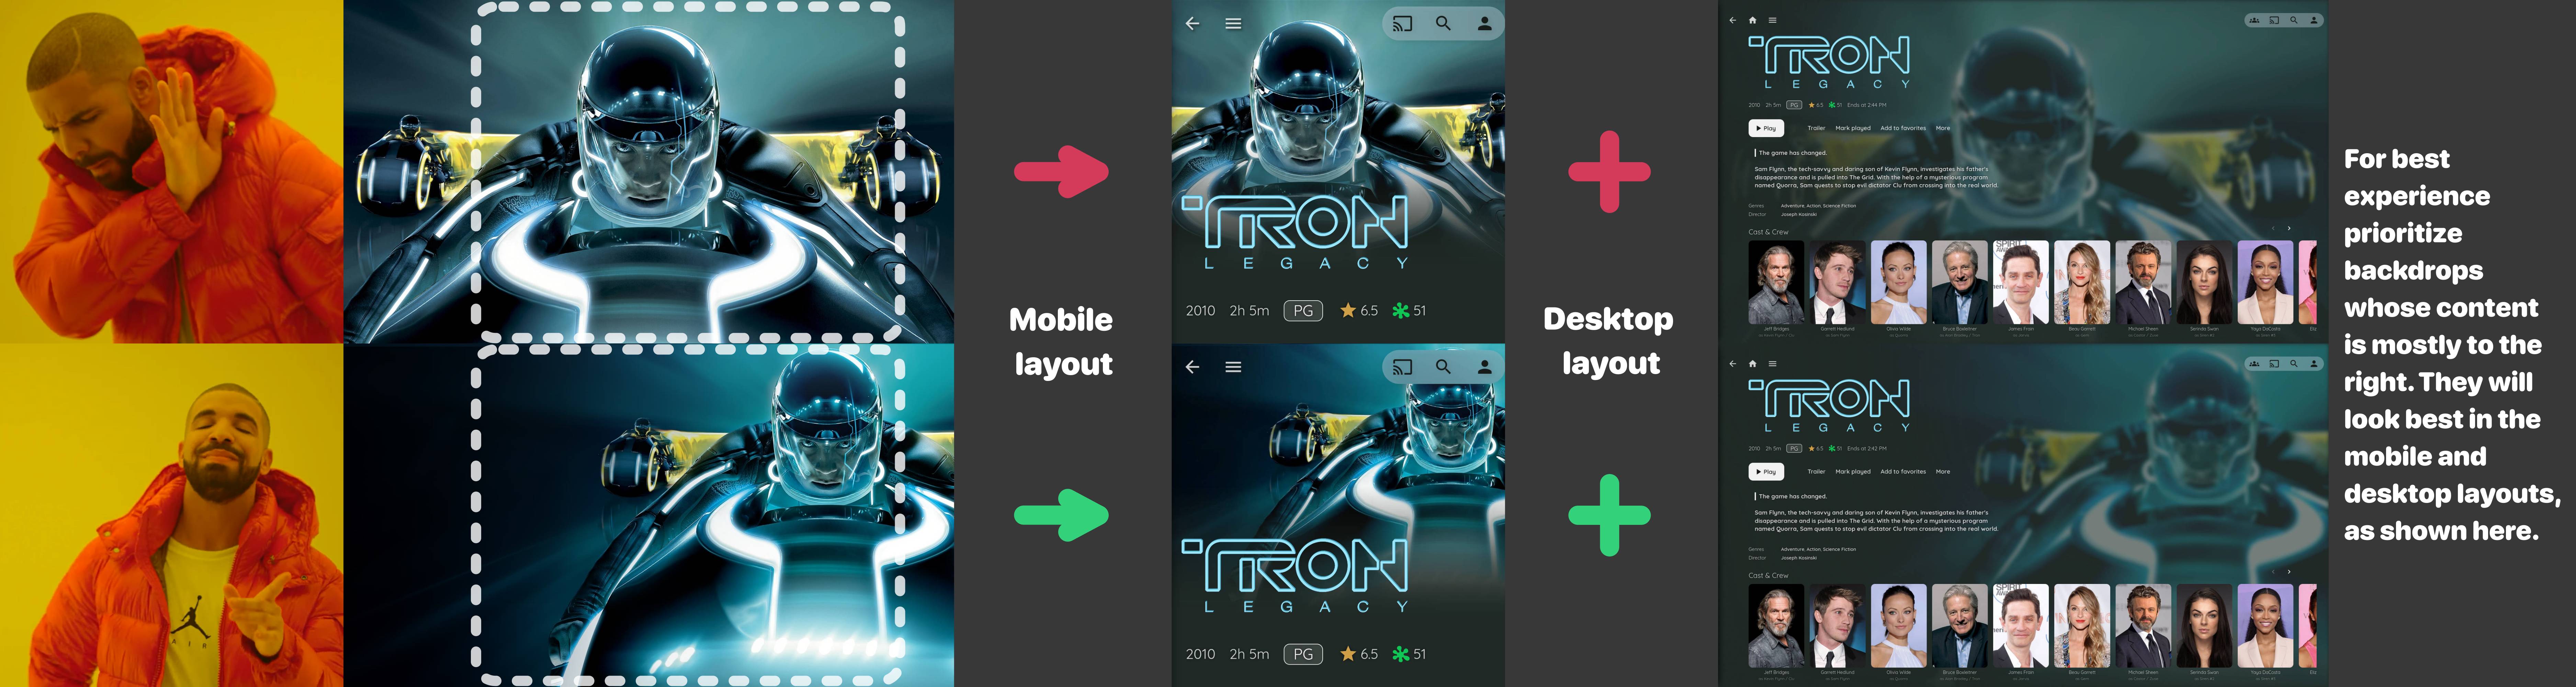 Mobile
layout
TRON
LEGACY
2010 2h 5m PG 6.5 51
TRON
LEGACY
2010 2h 5m PG 6.5 51
Desktop
layout
TRON
LEGACY
2010 2h 5m PG 6.5 51 Ends at 2:44 PM
Play Trailer Mark played Add to favorites More
The game has changed.
Sam Flynn, the tech-savvy and daring son of Kevin Flynn, investigates his father's
disappearance and is pulled into The Grid. With the help of a mysterious program
named Quorra, Sam quests to stop evil dictator Clu from crossing into the real world.
Genres Adventure, Action, Science Fiction
Director Joseph Kosinski
Cast & Crew
Jeff Bridges Garrett Hedlund Olivia Wilde Bruce Boxleitner James Frain Beau Garrett Michael Sheen Serinda Swan Yaya DaCosta
TRON
LEGACY
2010 2h 5m PG 6.5 51 Ends at 2:42 PM
Play Trailer Mark played Add to favorites More
The game has changed.
Sam Flynn, the tech-savvy and daring son of Kevin Flynn, investigates his father's
disappearance and is pulled into The Grid. With the help of a mysterious program
named Quorra, Sam quests to stop evil dictator Clu from crossing into the real world.
Genres Adventure, Action, Science Fiction
Director Joseph Kosinski
Cast & Crew
Jeff Bridges Garrett Hedlund Olivia Wilde Bruce Boxleitner James Frain Beau Garrett Michael Sheen Serinda Swan Yaya DaCosta
For best
experience
prioritize
backdrops
whose content
is mostly to the
right. They will
look best in the
mobile and
desktop layouts,
as shown here.